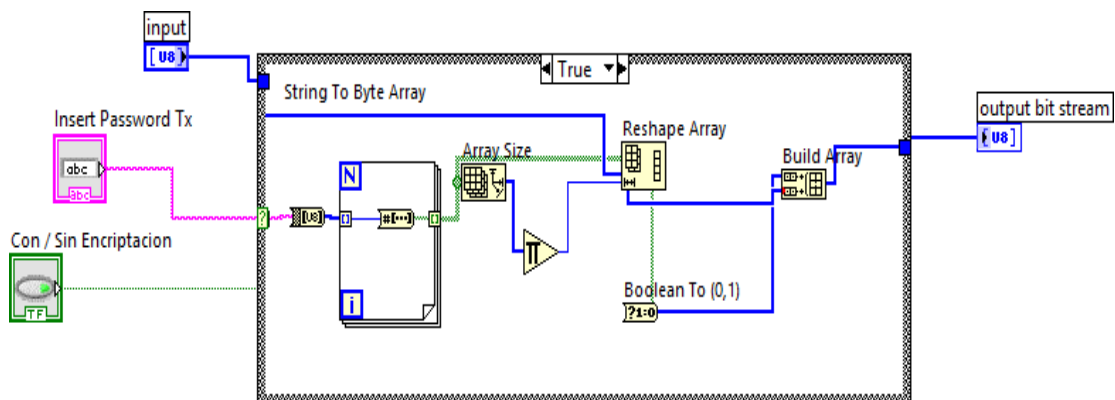 input
[U8]
True
String To Byte Array
Insert Password Tx
abc
abc
[U8]
N
#[...]
i
Array Size
Reshape Array
Build Array
output bit stream
[U8]
Con / Sin Encriptacion
TF
?
Boolean To (0,1)
?1:0